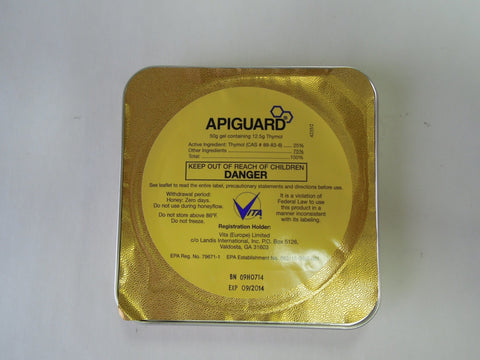 APIGUARD®
50g gel containing 12.5g Thymol
Active Ingredient: Thymol (CAS # 89-83-8) 25%
Other Ingredients 75%
Total: 100%
KEEP OUT OF REACH OF CHILDREN
DANGER
See leaflet to read the entire label, precautionary statements and directions before use.
Withdrawal period:
Honey: Zero days.
Do not use during honeyflow.
Do not store above 86°F.
Do not freeze.
VITA
It is a violation of
Federal Law to use
this product in a
manner inconsistent
with its labeling.
Registration Holder:
Vita (Europe) Limited
c/o Landis International, Inc. P.O. Box 5126,
Valdosta, GA 31603
EPA Reg. No. 79671-1 EPA Establishment No.
BN 09H0714
EXP 09/2014